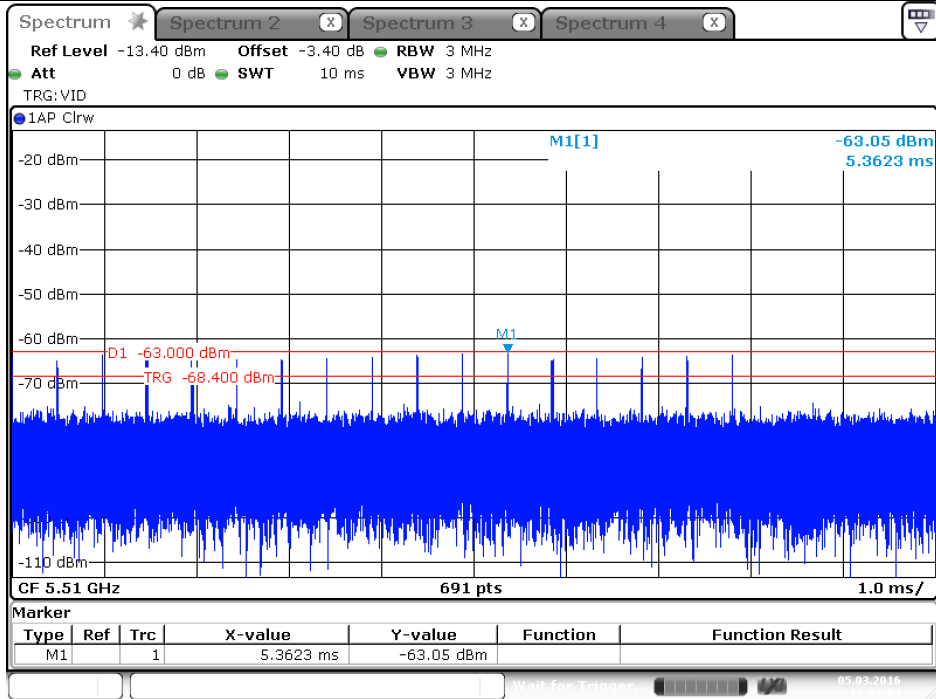 Spectrum Spectrum 2 X Spectrum 3 X Spectrum 4 X
Ref Level -13.40 dBm Offset -3.40 dB RBW 3 MHz
Att 0 dB SWT 10 ms VBW 3 MHz
TRG:VID
1AP Clrw
M1[1] -63.05 dBm
5.3623 ms
-20 dBm
-30 dBm
-40 dBm
-50 dBm
-60 dBm
M1
D1 -63.000 dBm
TRG -68.400 dBm
-70 dBm
-110 dBm
CF 5.51 GHz 691 pts 1.0 ms/
Marker
Type Ref Trc X-value Y-value Function Function Result
M1 1 5.3623 ms -63.05 dBm
Wait for Trigger... 05.03.2016